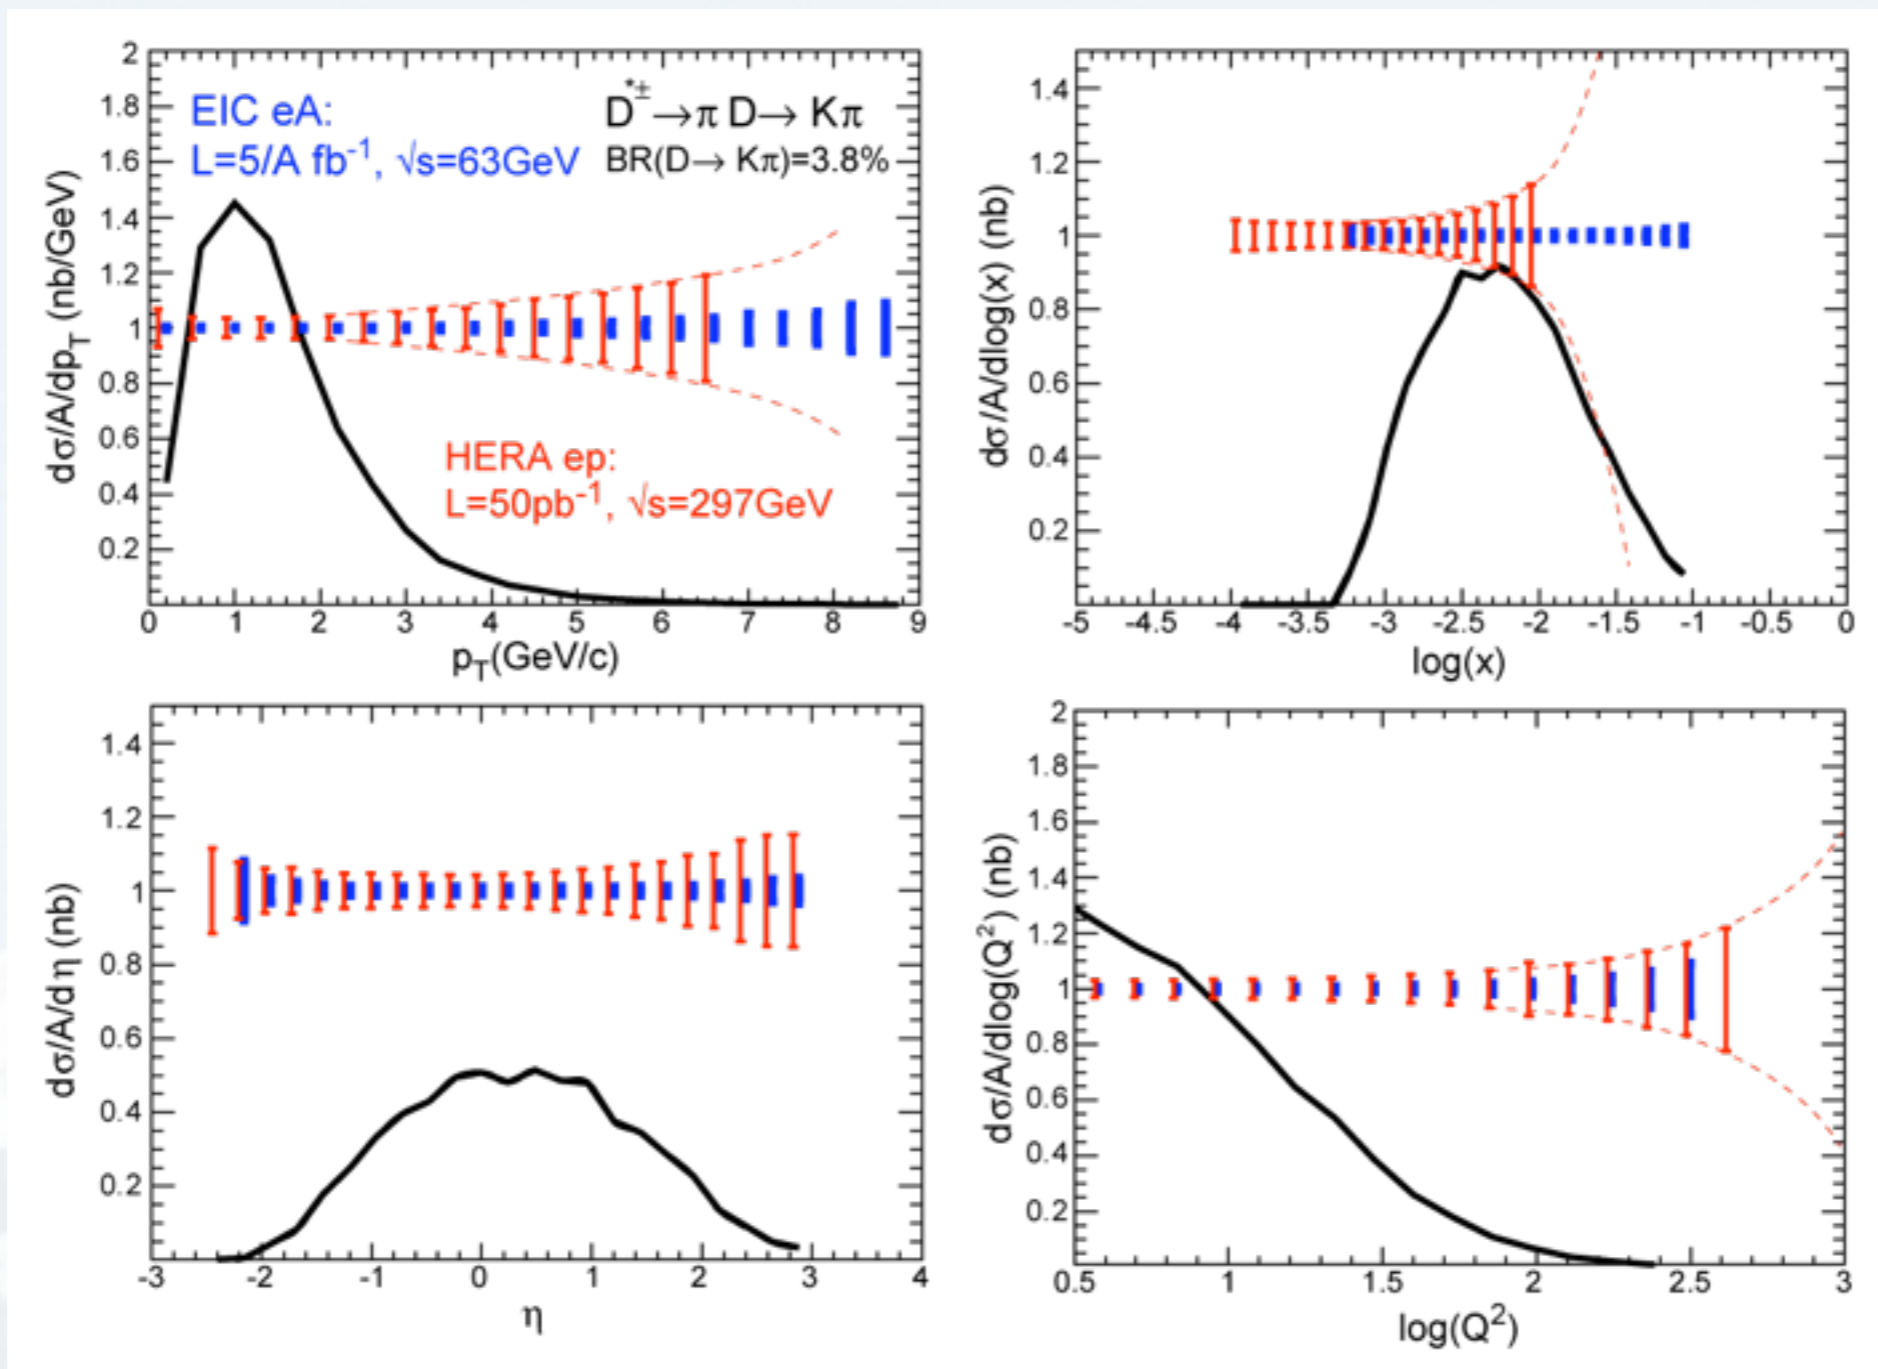 2
1.8
1.6
1.4
1.2
1
0.8
0.6
0.4
0.2
0 1 2 3 4 5 6 7 8 9
dσ/A/dp_T (nb/GeV)
p_T(GeV/c)
EIC eA:
L=5/A fb⁻¹, √s=63GeV
D*±→π D→ Kπ
BR(D→ Kπ)=3.8%
HERA ep:
L=50pb⁻¹, √s=297GeV
1.4
1.2
1
0.8
0.6
0.4
0.2
-5 -4.5 -4 -3.5 -3 -2.5 -2 -1.5 -1 -0.5 0
dσ/A/dlog(x) (nb)
log(x)
1.4
1.2
1
0.8
0.6
0.4
0.2
-3 -2 -1 0 1 2 3 4
dσ/A/dη (nb)
η
2
1.8
1.6
1.4
1.2
1
0.8
0.6
0.4
0.2
0.5 1 1.5 2 2.5 3
dσ/A/dlog(Q²) (nb)
log(Q²)